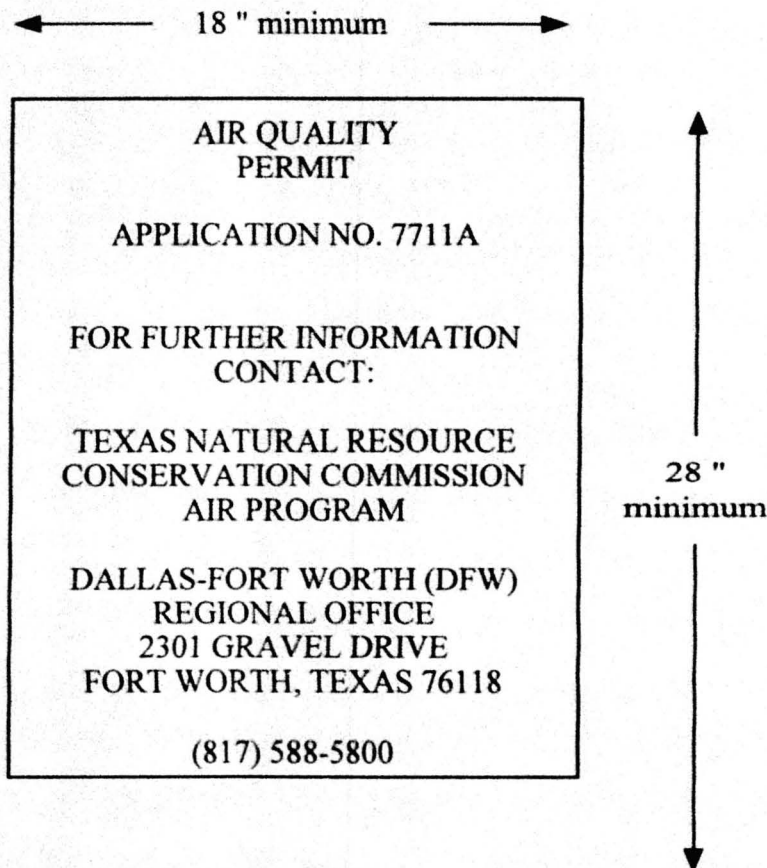 18 " minimum
AIR QUALITY
PERMIT
APPLICATION NO. 7711A
FOR FURTHER INFORMATION
CONTACT:
TEXAS NATURAL RESOURCE
CONSERVATION COMMISSION
AIR PROGRAM
DALLAS-FORT WORTH (DFW)
REGIONAL OFFICE
2301 GRAVEL DRIVE
FORT WORTH, TEXAS 76118
(817) 588-5800
28 "
minimum